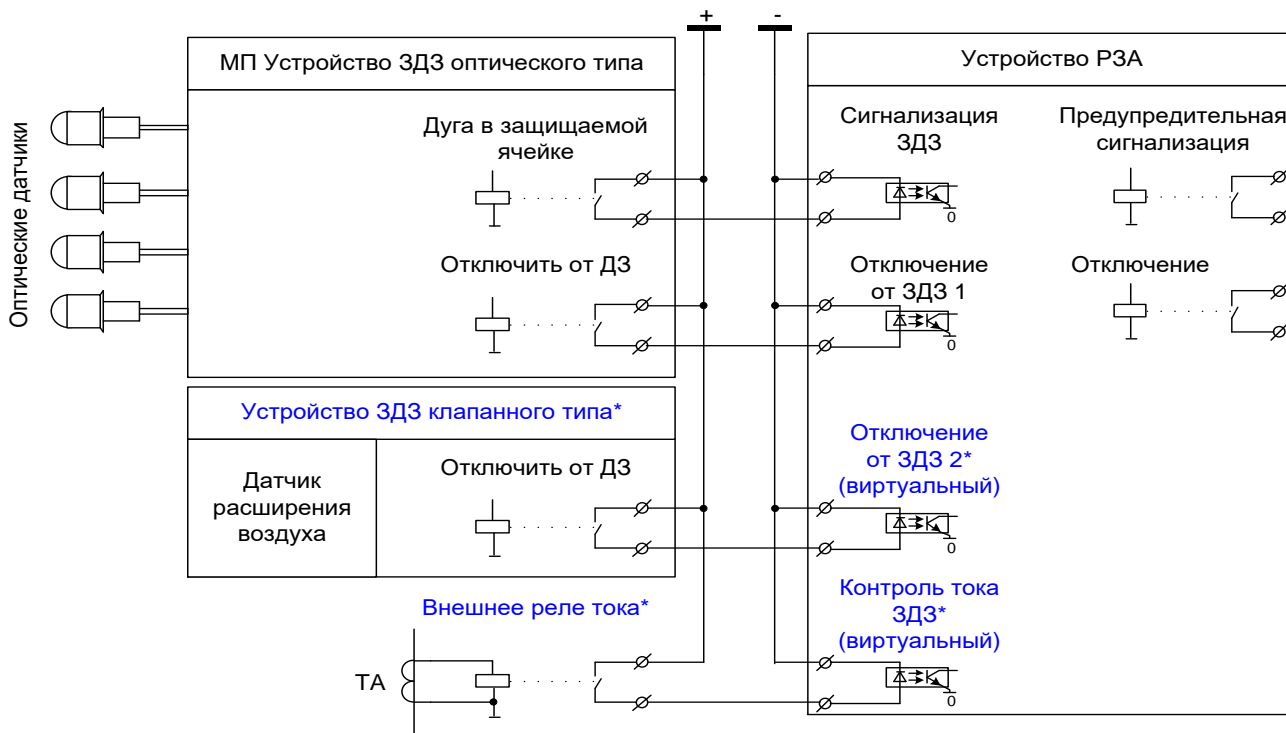 +
-
МП Устройство ЗДЗ оптического типа
Оптические датчики
Дуга в защищаемой
ячейке
Отключить от ДЗ
Устройство ЗДЗ клапанного типа*
Датчик
расширения
воздуха
Отключить от ДЗ
Внешнее реле тока*
ТА
Устройство РЗА
Сигнализация
ЗДЗ
0
Предупредительная
сигнализация
Отключение
от ЗДЗ 1
0
Отключение
Отключение
от ЗДЗ 2*
(виртуальный)
0
Контроль тока
ЗДЗ*
(виртуальный)
0